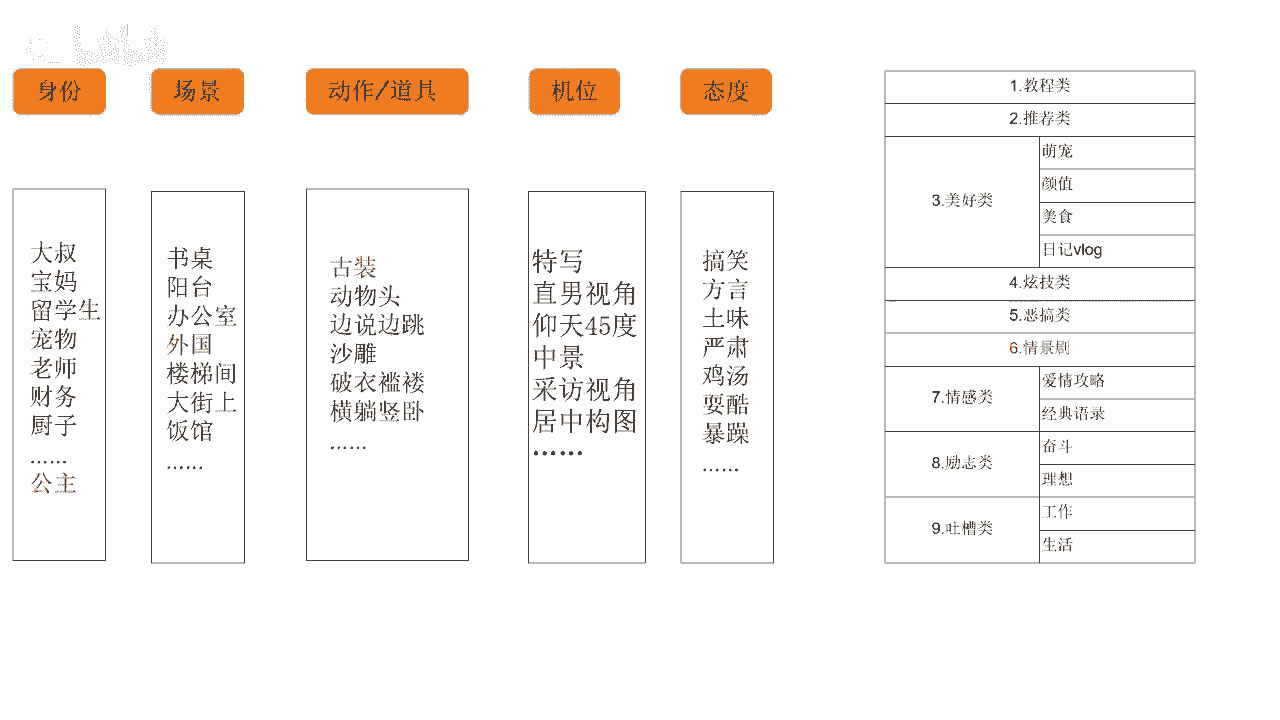 身份
场景
动作/道具
机位
态度
大叔
宝妈
留学生
宠物
老师
财务
厨子
......
公主
书桌
阳台
办公室
外国
楼梯间
大街上
饭馆
......
古装
动物头
边说边跳
沙雕
破衣褴褛
横躺竖卧
......
特写
直男视角
仰天45度
中景
采访视角
居中构图
......
搞笑
方言
土味
严肃
鸡汤
耍酷
暴躁
......
1.教程类
2.推荐类
3.美好类
萌宠
颜值
美食
日记vlog
4.炫技类
5.恶搞类
6.情景剧
7.情感类
爱情攻略
经典语录
8.励志类
奋斗
理想
9.吐槽类
工作
生活